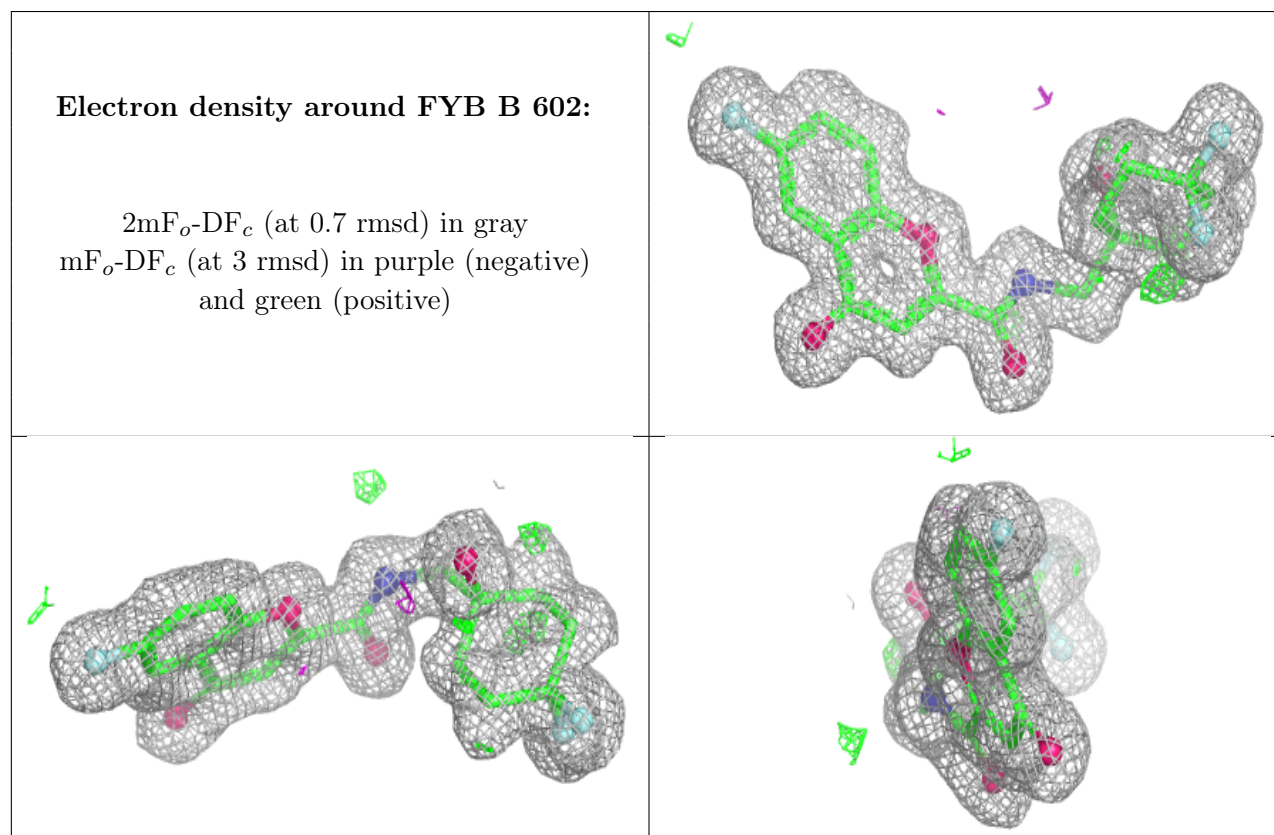 Electron density around FYB B 602:
2mFo-DFc (at 0.7 rmsd) in gray
mFo-DFc (at 3 rmsd) in purple (negative)
and green (positive)